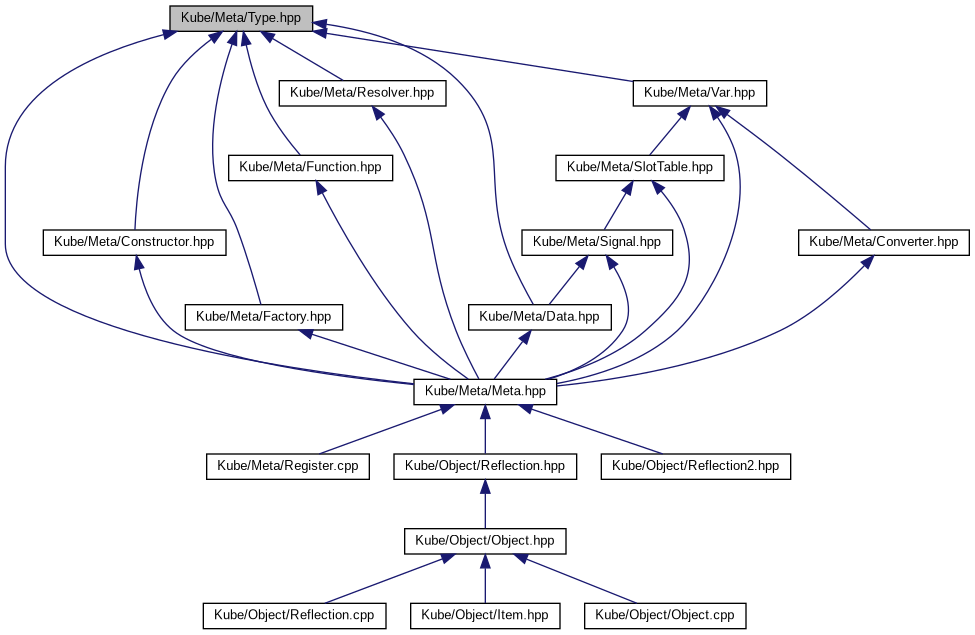 Kube/Meta/Type.hpp
Kube/Meta/Resolver.hpp
Kube/Meta/Var.hpp
Kube/Meta/Function.hpp
Kube/Meta/SlotTable.hpp
Kube/Meta/Constructor.hpp
Kube/Meta/Signal.hpp
Kube/Meta/Converter.hpp
Kube/Meta/Factory.hpp
Kube/Meta/Data.hpp
Kube/Meta/Meta.hpp
Kube/Meta/Register.cpp
Kube/Object/Reflection.hpp
Kube/Object/Reflection2.hpp
Kube/Object/Object.hpp
Kube/Object/Reflection.cpp
Kube/Object/Item.hpp
Kube/Object/Object.cpp